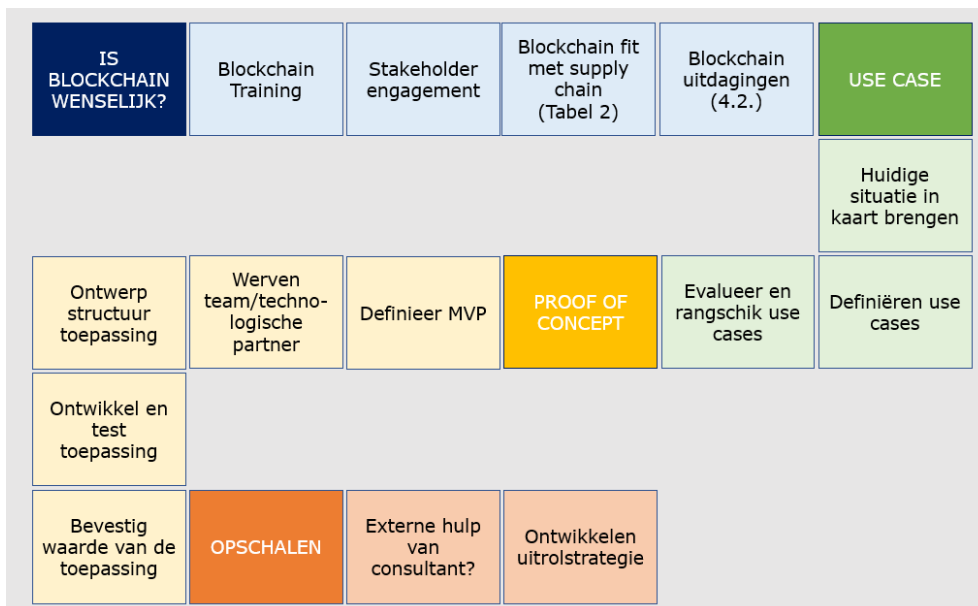 IS
BLOCKCHAIN
WENSELIJK?
Blockchain
Training
Stakeholder
engagement
Blockchain fit
met supply
chain
(Tabel 2)
Blockchain
uitdagingen
(4.2.)
USE CASE
Huidige
situatie in
kaart brengen
Ontwerp
structuur
toepassing
Werven
team/techno-
logische
partner
Definieer MVP
PROOF OF
CONCEPT
Evalueer en
rangschik use
cases
Definiëren use
cases
Ontwikkel en
test
toepassing
Bevestig
waarde van de
toepassing
OPSCHALEN
Externe hulp
van
consultant?
Ontwikkelen
uitrolstrategie